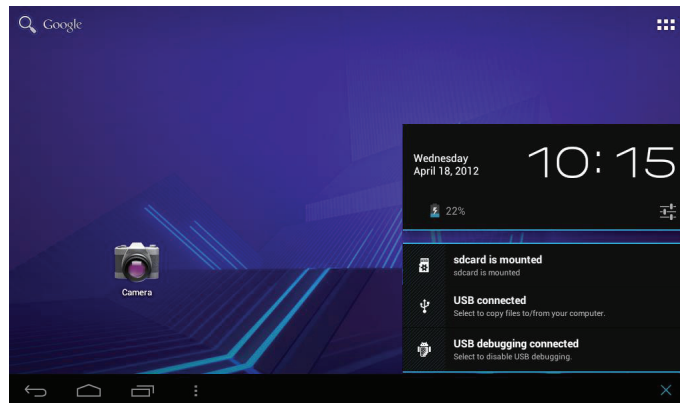 Google
Wednesday
April 18, 2012
10:15
22%
sdcard is mounted
sdcard is mounted
USB connected
Select to copy files to/from your computer.
USB debugging connected
Select to disable USB debugging.
Camera